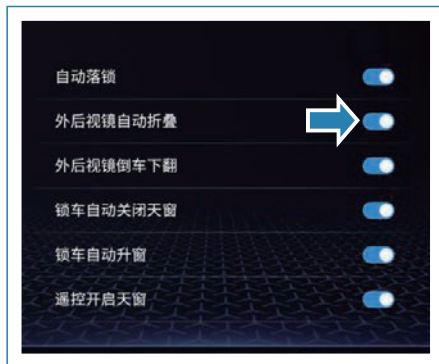 自动落锁
外后视镜自动折叠
外后视镜倒车下翻
锁车自动关闭天窗
锁车自动升窗
遥控开启天窗